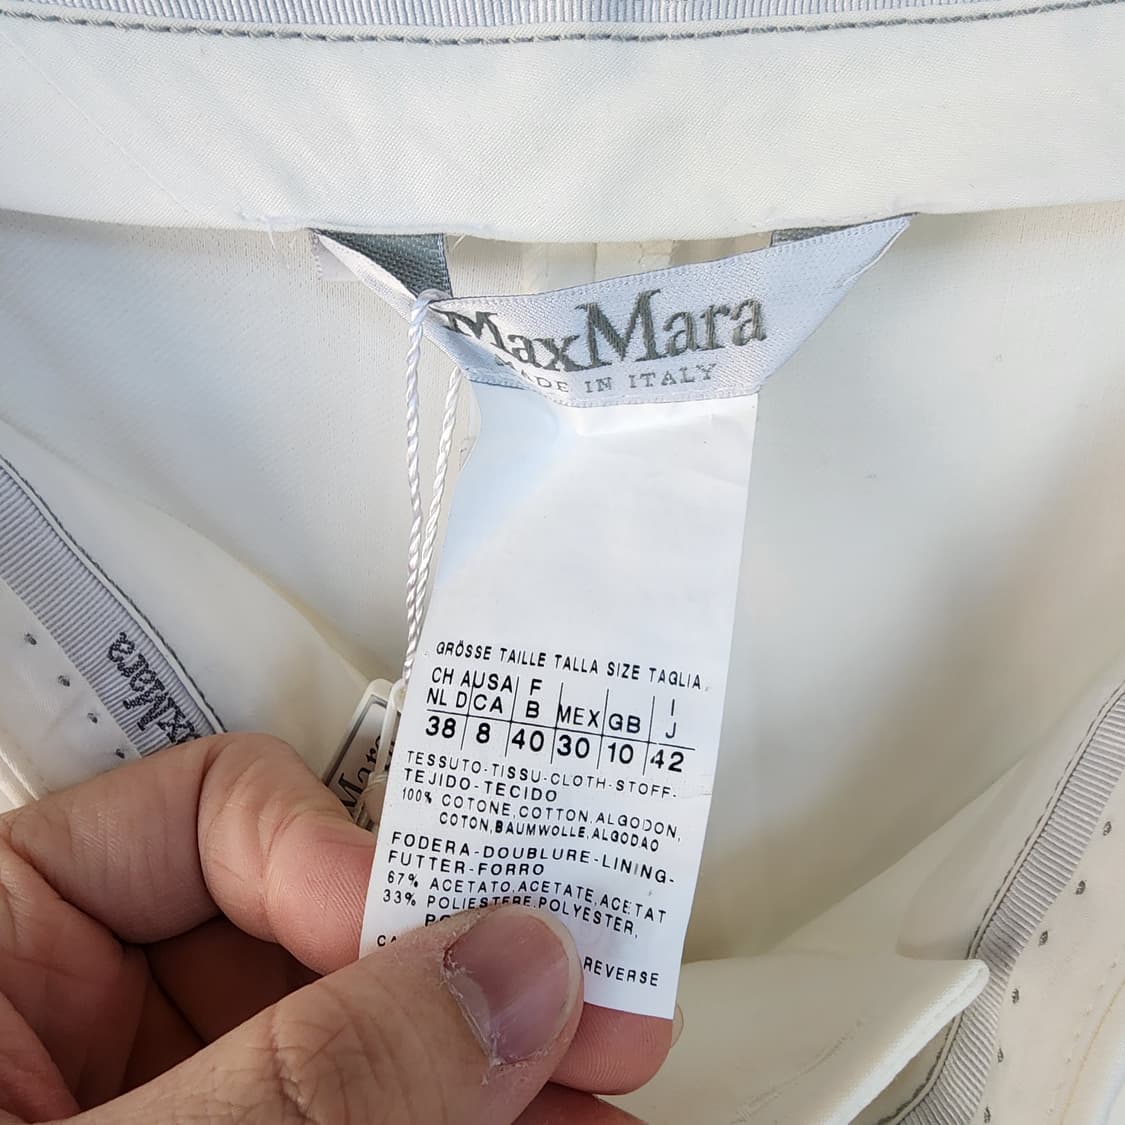 MaxMara
MADE IN ITALY
GRÖSSE TAILLE TALLA SIZE TAGLIA
CH A USA F I
NL D CA B MEX GB J
38 8 40 30 10 42
TESSUTO-TISSU-CLOTH-STOFF-
TEJIDO-TECIDO
100% COTONE,COTTON,ALGODON,
COTON,BAUMWOLLE,ALGODAO
FODERA-DOUBLURE-LINING-
FUTTER-FORRO
67% ACETATO,ACETATE,ACETAT
33% POLIESTERE,POLYESTER,
REVERSE
MaxMara
Mara